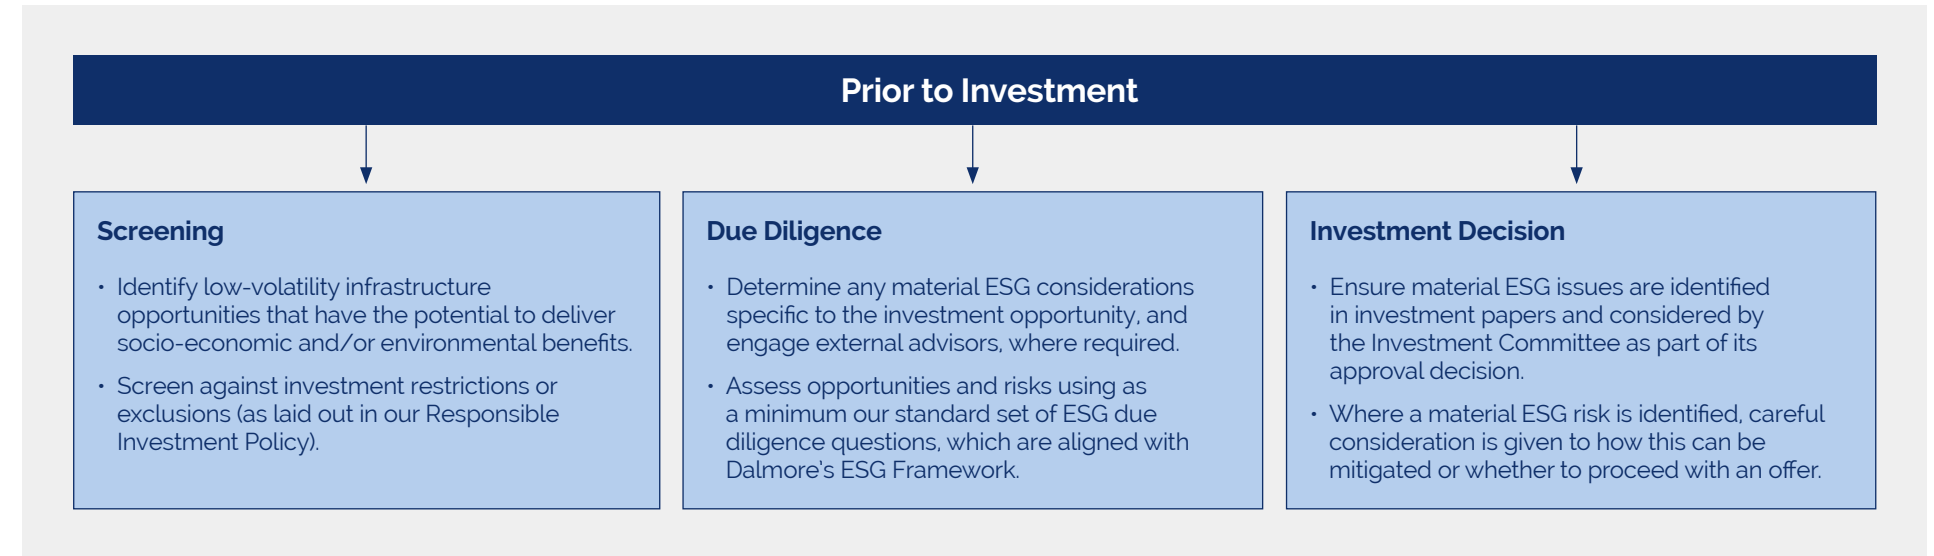 Prior to Investment
Screening
• Identify low-volatility infrastructure
opportunities that have the potential to deliver
socio-economic and/or environmental benefits.
• Screen against investment restrictions or
exclusions (as laid out in our Responsible
Investment Policy).
Due Diligence
• Determine any material ESG considerations
specific to the investment opportunity, and
engage external advisors, where required.
• Assess opportunities and risks using as
a minimum our standard set of ESG due
diligence questions, which are aligned with
Dalmore's ESG Framework.
Investment Decision
• Ensure material ESG issues are identified
in investment papers and considered by
the Investment Committee as part of its
approval decision.
• Where a material ESG risk is identified, careful
consideration is given to how this can be
mitigated or whether to proceed with an offer.